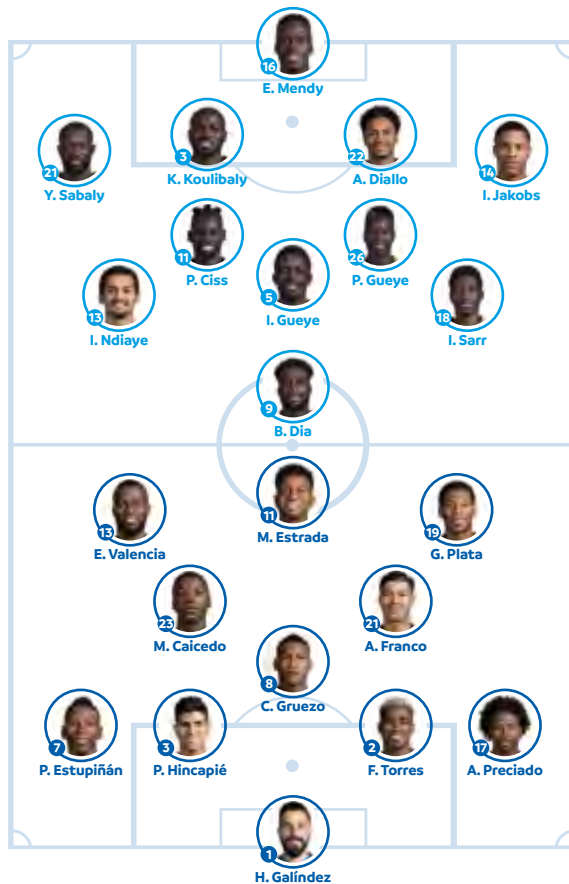 16
E. Mendy
21
Y. Sabaly
3
K. Koulibaly
22
A. Diallo
14
I. Jakobs
11
P. Ciss
26
P. Gueye
13
I. Ndiaye
5
I. Gueye
18
I. Sarr
9
B. Dia
13
E. Valencia
11
M. Estrada
19
G. Plata
23
M. Caicedo
21
A. Franco
8
C. Gruezo
7
P. Estupiñán
3
P. Hincapié
2
F. Torres
17
A. Preciado
1
H. Galíndez